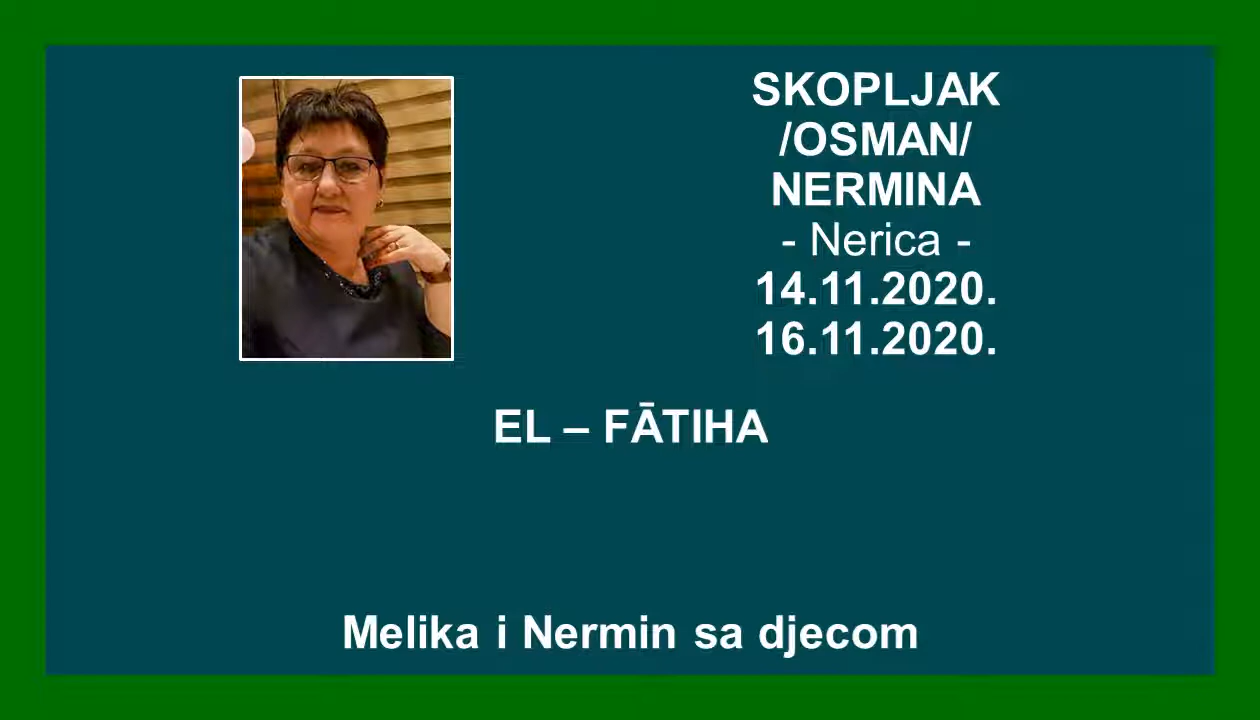 SKOPLJAK
/OSMAN/
NERMINA
- Nerica -
14.11.2020.
16.11.2020.
EL – FĀTIHA
Melika i Nermin sa djecom